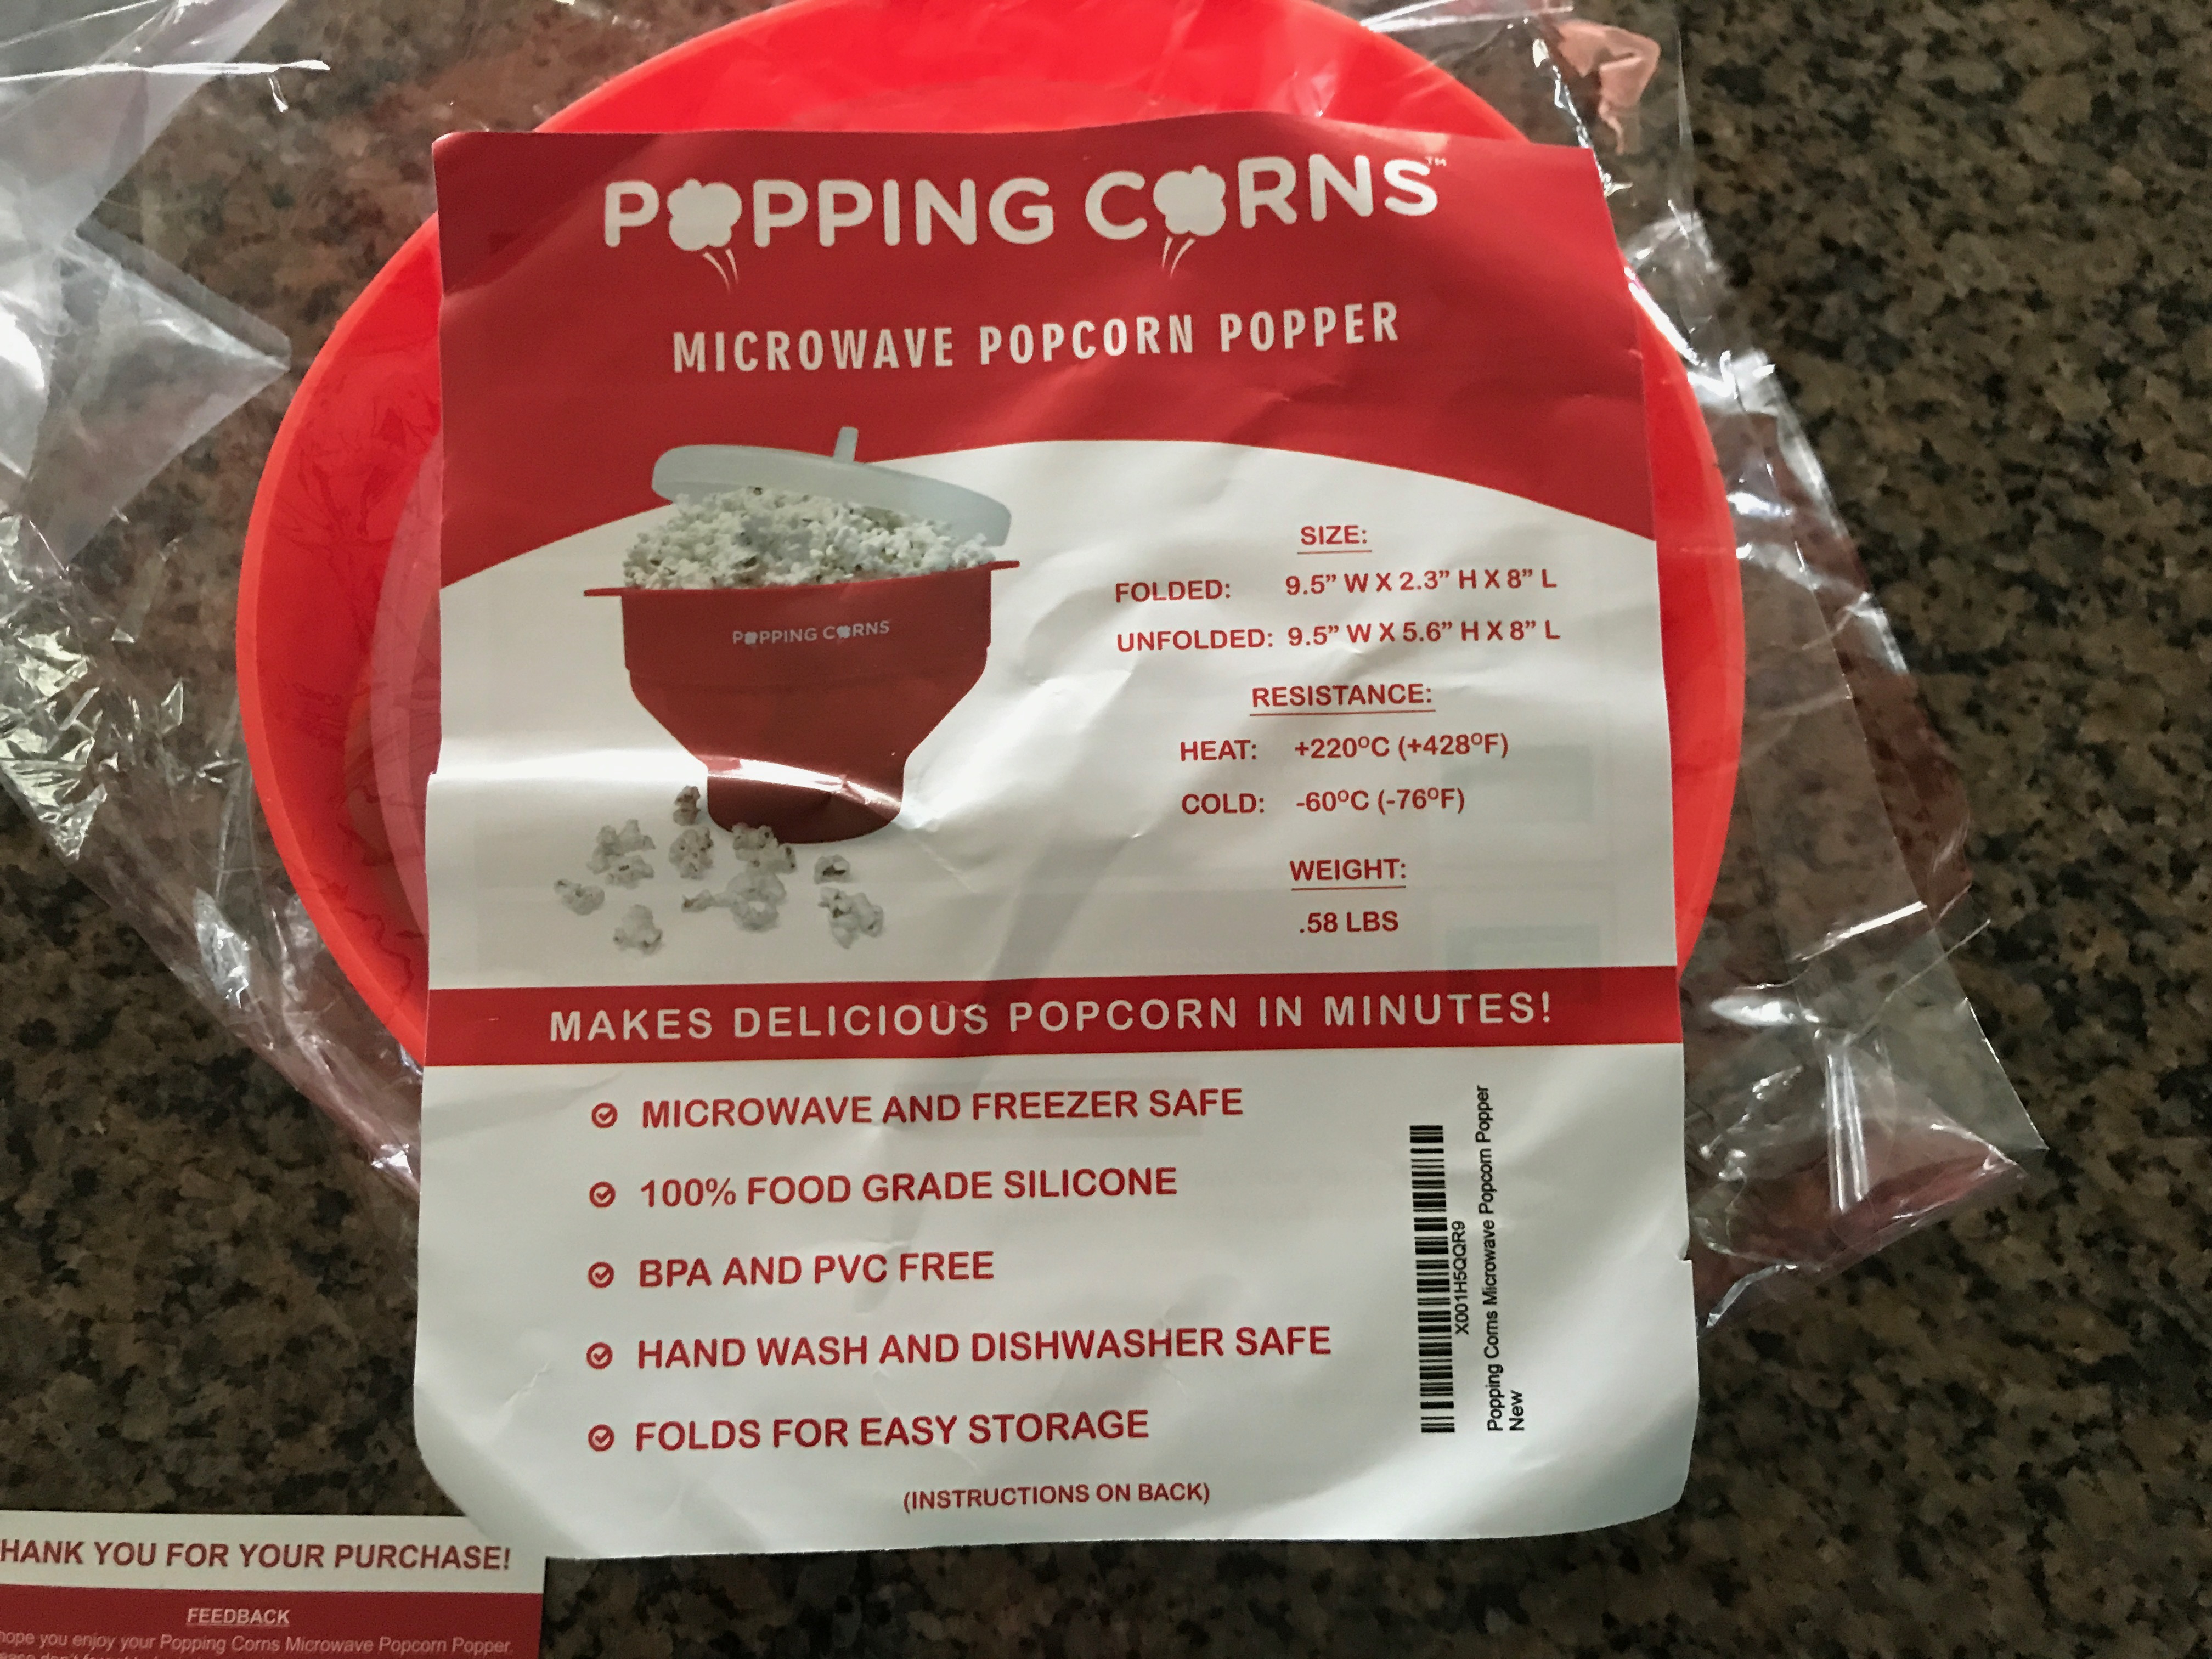 POPPING CORNS™
MICROWAVE POPCORN POPPER
POPPING CORNS
SIZE:
FOLDED: 9.5” W X 2.3” H X 8” L
UNFOLDED: 9.5” W X 5.6” H X 8” L
RESISTANCE:
HEAT: +220ºC (+428ºF)
COLD: -60ºC (-76ºF)
WEIGHT:
.58 LBS
MAKES DELICIOUS POPCORN IN MINUTES!
MICROWAVE AND FREEZER SAFE
100% FOOD GRADE SILICONE
BPA AND PVC FREE
HAND WASH AND DISHWASHER SAFE
FOLDS FOR EASY STORAGE
(INSTRUCTIONS ON BACK)
X001H5QQR9
Popping Corns Microwave Popcorn Popper
New
HANK YOU FOR YOUR PURCHASE!
FEEDBACK
hope you enjoy your Popping Corns Microwave Popcorn Popper.